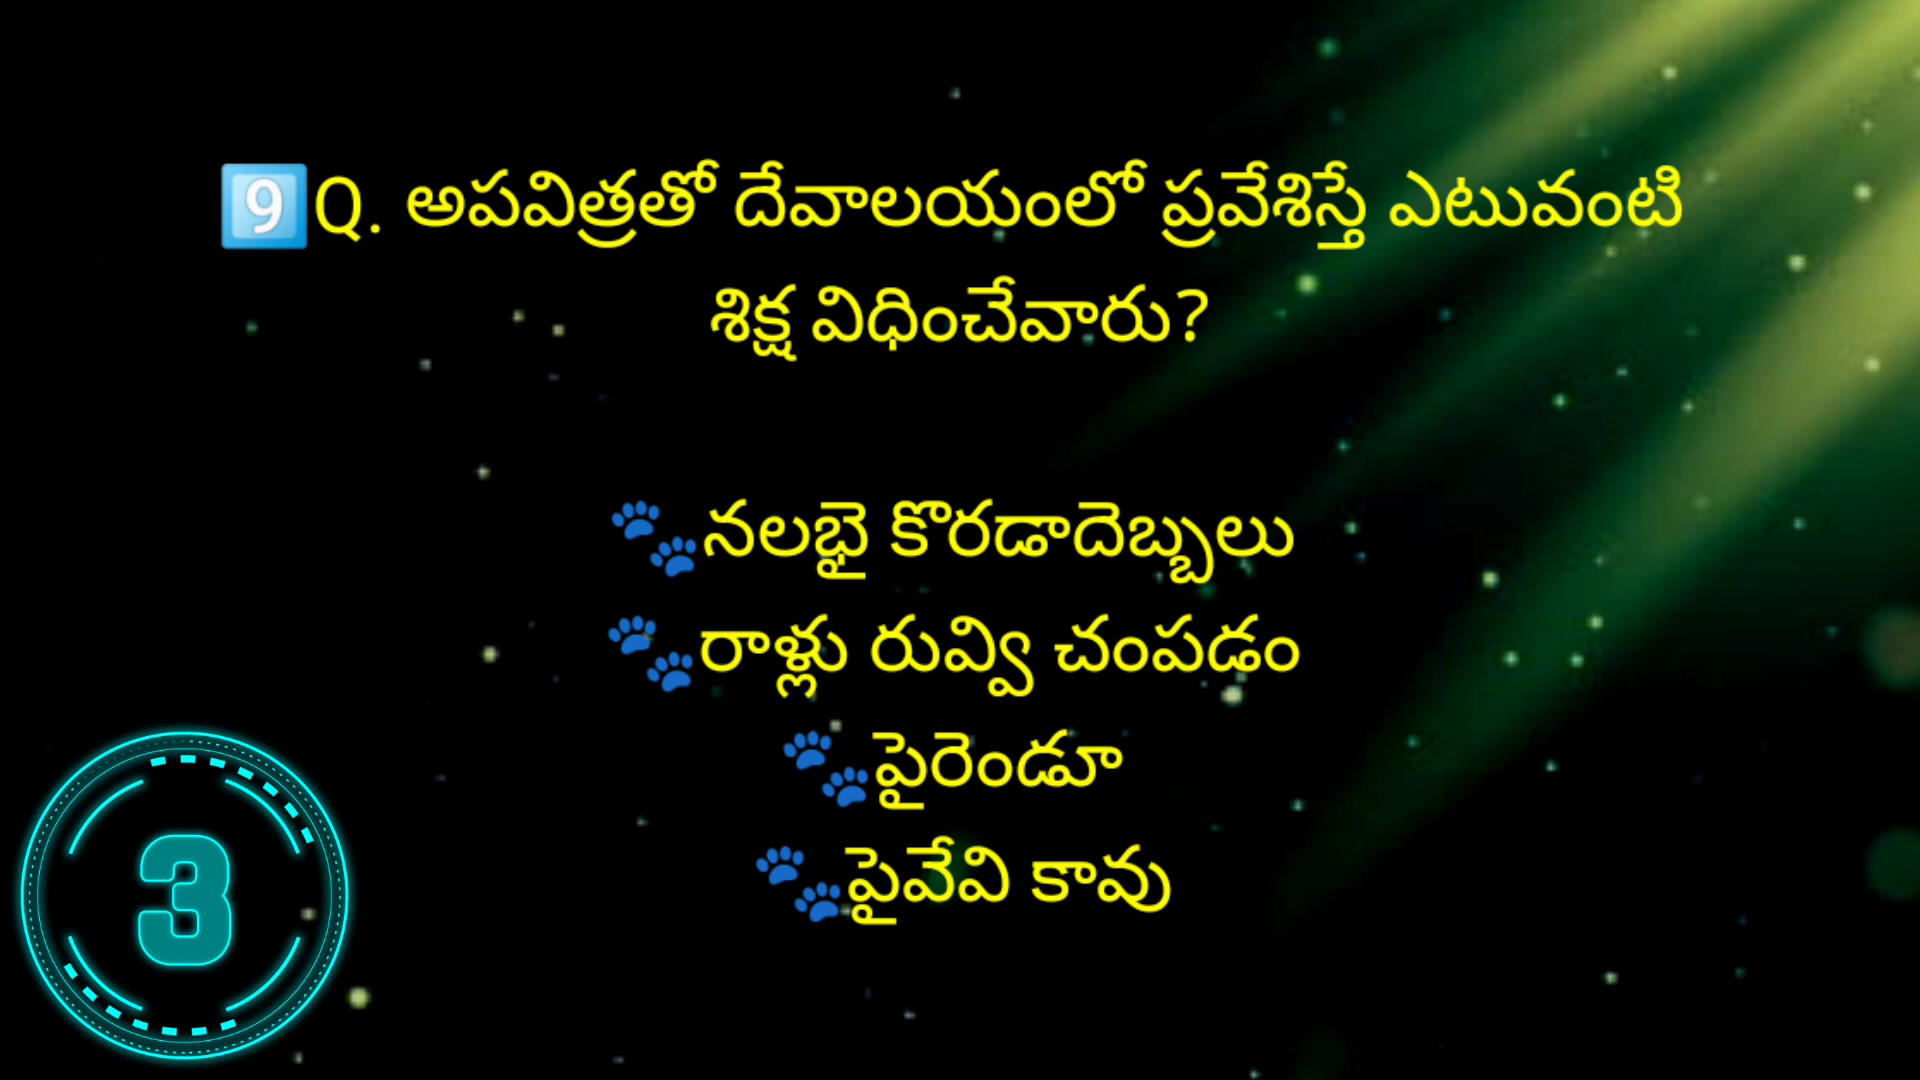 9️⃣Q. అపవిత్రతో దేవాలయంలో ప్రవేశిస్తే ఎటువంటి
శిక్ష విధించేవారు?
🐾నలభై కొరడాదెబ్బలు
🐾రాళ్లు రువ్వి చంపడం
🐾పైరెండూ
🐾పైవేవి కావు
3